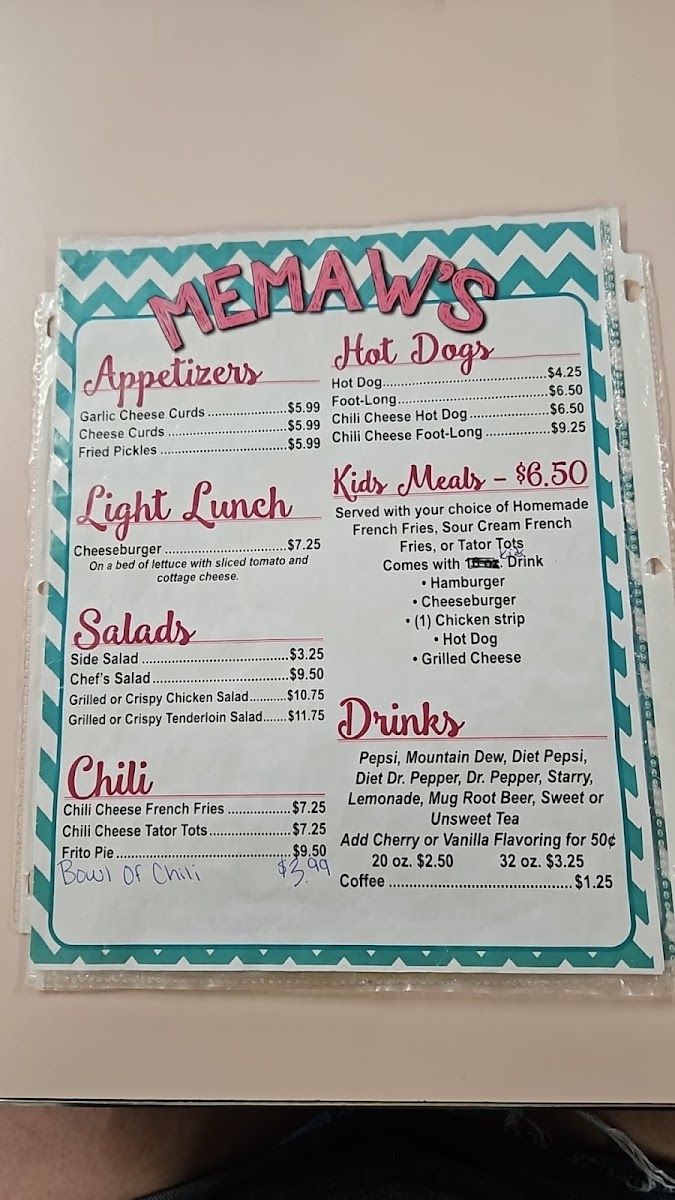 MEMAW'S
Appetizers
Garlic Cheese Curds ......................$5.99
Cheese Curds ..................................$5.99
Fried Pickles ...................................$5.99
Light Lunch
Cheeseburger ..................................$7.25
On a bed of lettuce with sliced tomato and
cottage cheese.
Salads
Side Salad ........................................$3.25
Chef's Salad......................................$9.50
Grilled or Crispy Chicken Salad..........$10.75
Grilled or Crispy Tenderloin Salad......$11.75
Chili
Chili Cheese French Fries .................$7.25
Chili Cheese Tator Tots.......................$7.25
Frito Pie................................................$9.50
Bowl Of Chili $3.99
Hot Dogs
Hot Dog.............................................$4.25
Foot-Long..........................................$6.50
Chili Cheese Hot Dog......................$6.50
Chili Cheese Foot-Long ..................$9.25
Kids Meals - $6.50
Served with your choice of Homemade
French Fries, Sour Cream French
Fries, or Tator Tots
Comes with Kids Drink
• Hamburger
• Cheeseburger
• (1) Chicken strip
• Hot Dog
• Grilled Cheese
Drinks
Pepsi, Mountain Dew, Diet Pepsi,
Diet Dr. Pepper, Dr. Pepper, Starry,
Lemonade, Mug Root Beer, Sweet or
Unsweet Tea
Add Cherry or Vanilla Flavoring for 50¢
20 oz. $2.50 32 oz. $3.25
Coffee ................................................$1.25